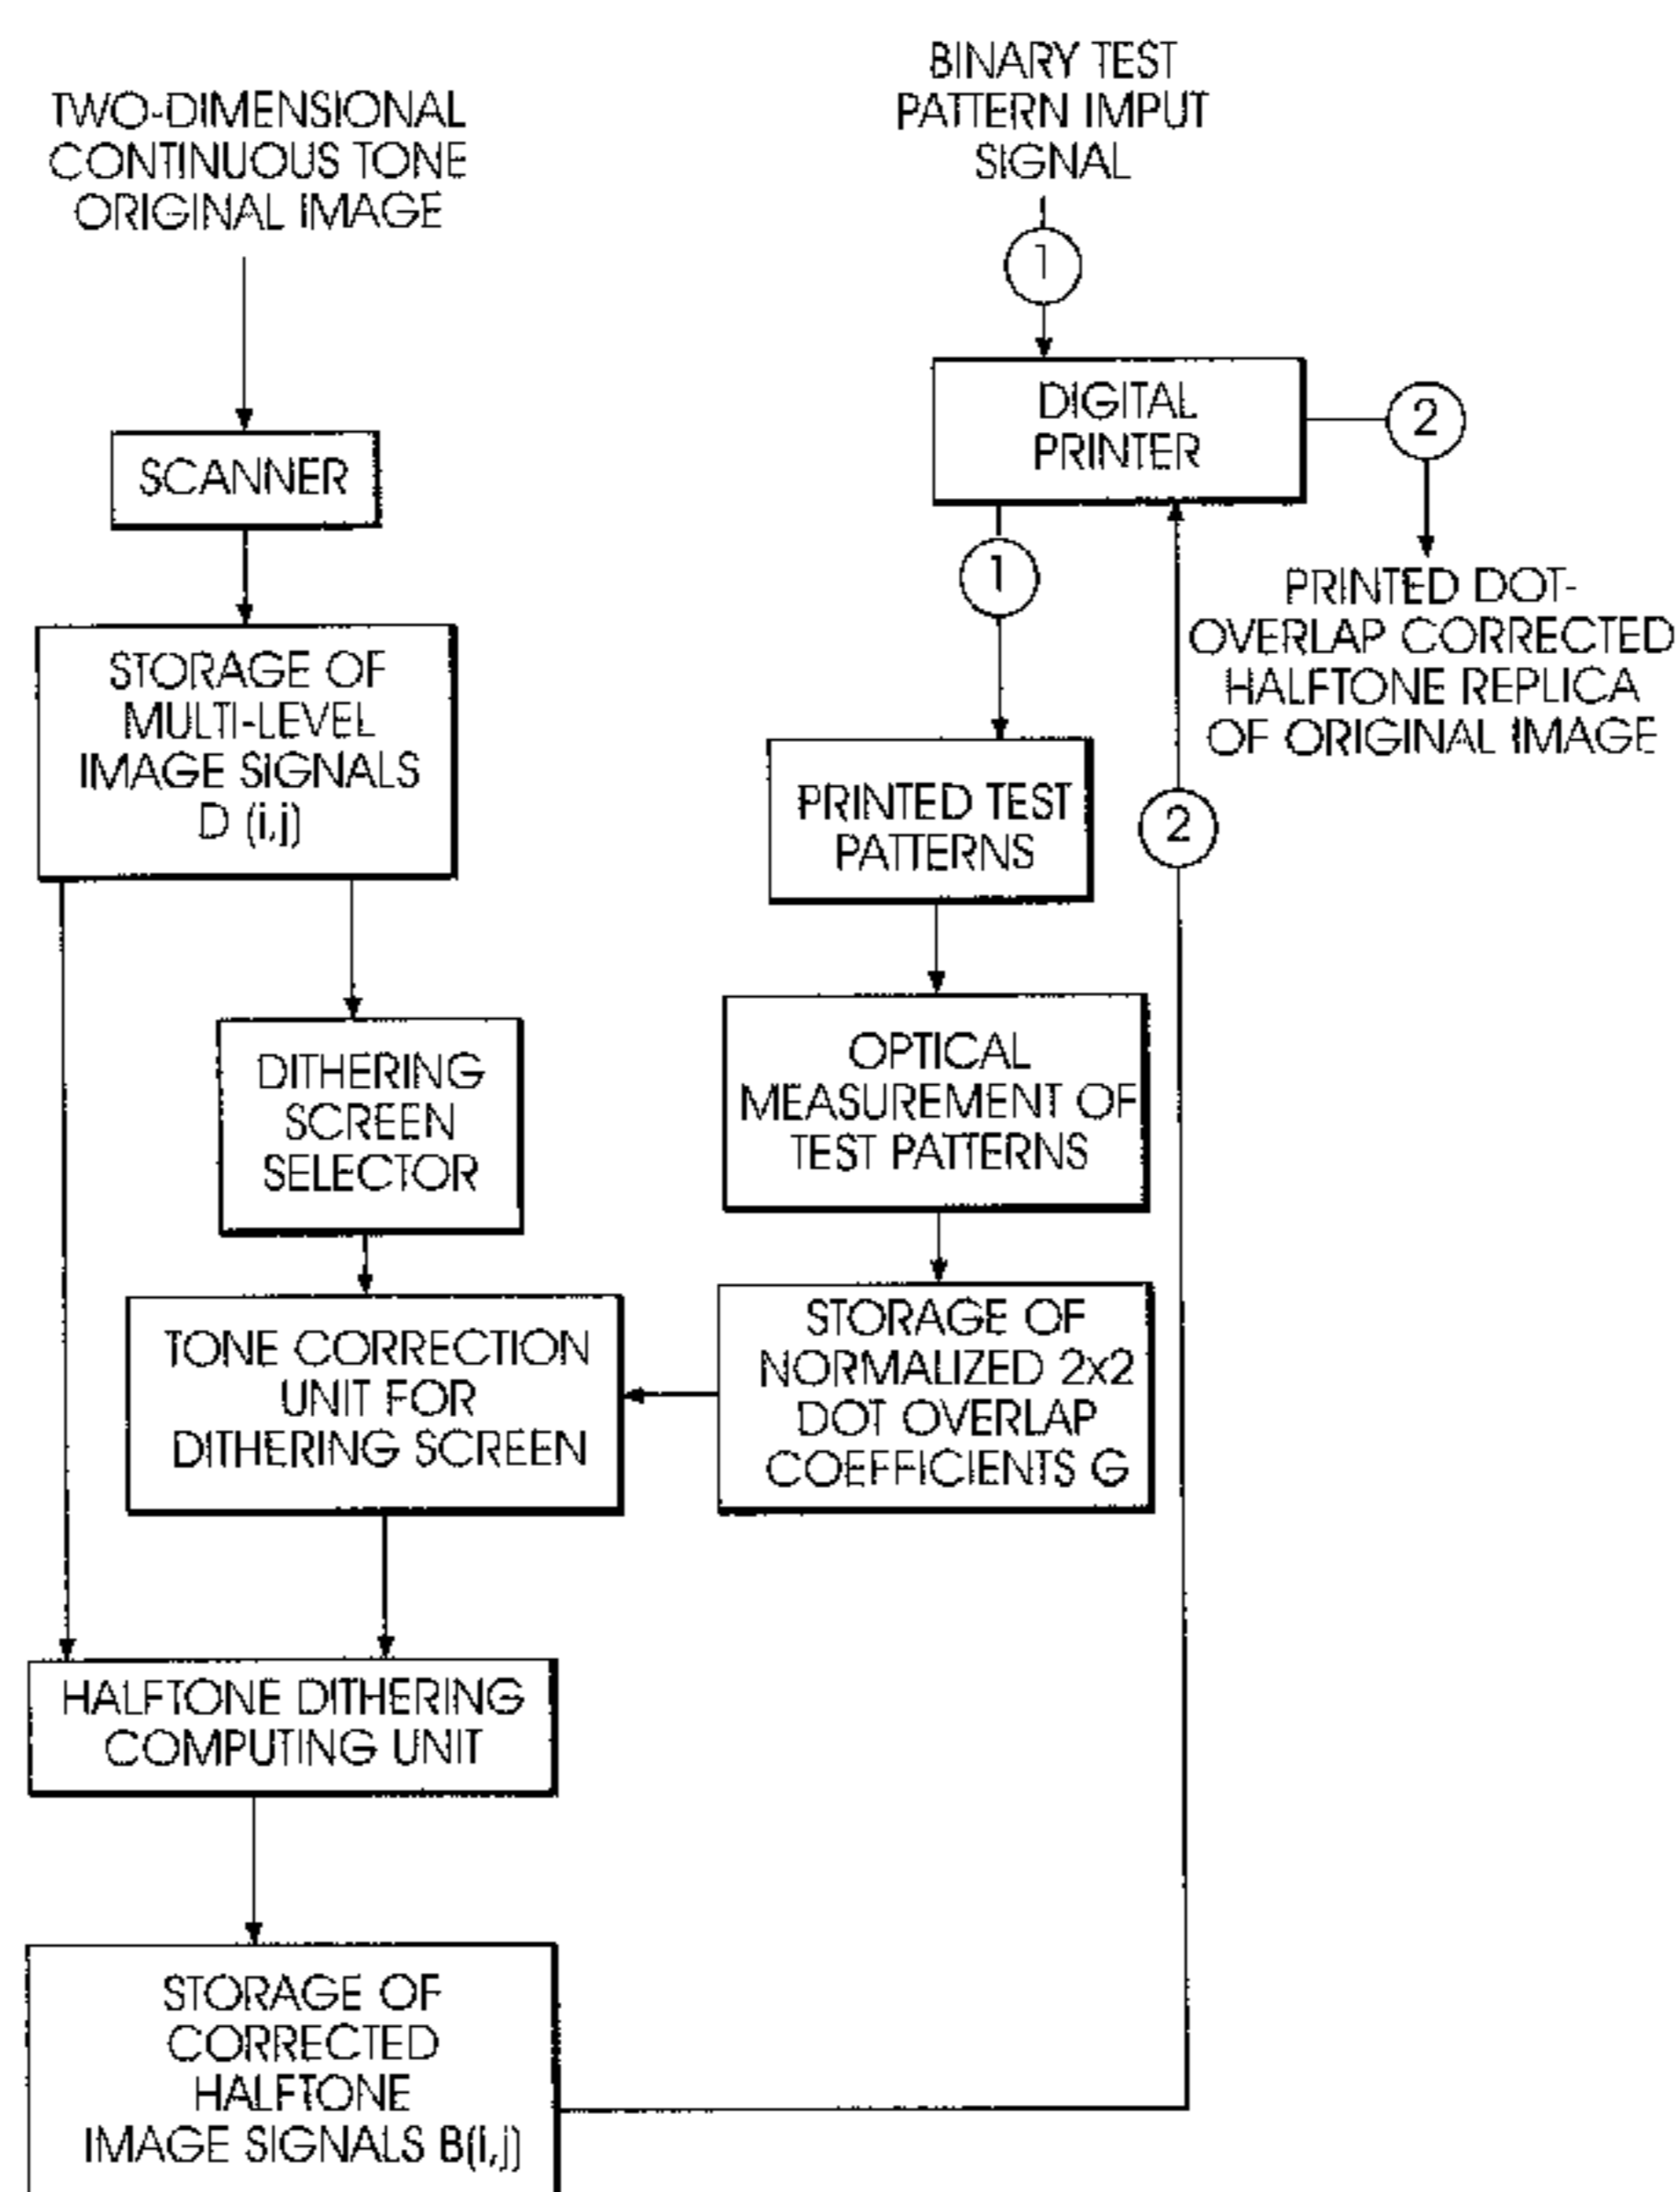 TWO-DIMENSIONAL
CONTINUOUS TONE
ORIGINAL IMAGE
SCANNER
STORAGE OF
MULTI-LEVEL
IMAGE SIGNALS
D (i,j)
DITHERING
SCREEN
SELECTOR
TONE CORRECTION
UNIT FOR
DITHERING SCREEN
HALFTONE DITHERING
COMPUTING UNIT
STORAGE OF
CORRECTED
HALFTONE
IMAGE SIGNALS B(i,j)
BINARY TEST
PATTERN IMPUT
SIGNAL
1
DIGITAL
PRINTER
2
PRINTED DOT-
OVERLAP CORRECTED
HALFTONE REPLICA
OF ORIGINAL IMAGE
1
PRINTED TEST
PATTERNS
2
OPTICAL
MEASUREMENT OF
TEST PATTERNS
STORAGE OF
NORMALIZED 2x2
DOT OVERLAP
COEFFICIENTS G